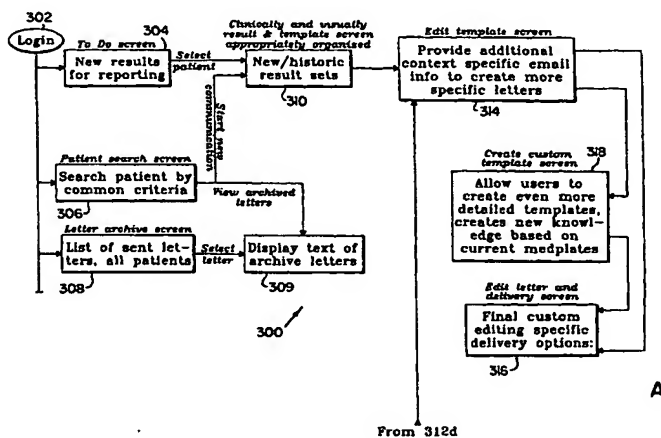 302
Login
To Do screen
304
New results
for reporting
Select
patient
Clinically and visually
result & template screen
appropriately organised
New/historic
result sets
310
Edit template screen
Provide additional
context specific email
info to create more
specific letters
314
Start new
communication
Patient search screen
Search patient by
common criteria
306
View archived
letters
Letter archive screen
List of sent let-
ters, all patients
308
Select
letter
Display text of
archive letters
309
300
Create custom
template screen
318
Allow users to
create even more
detailed templates,
creates new knowl-
edge based on
current medplates
Edit letter and
delivery screen
Final custom
editing specific
delivery options:
316
A
From 312d